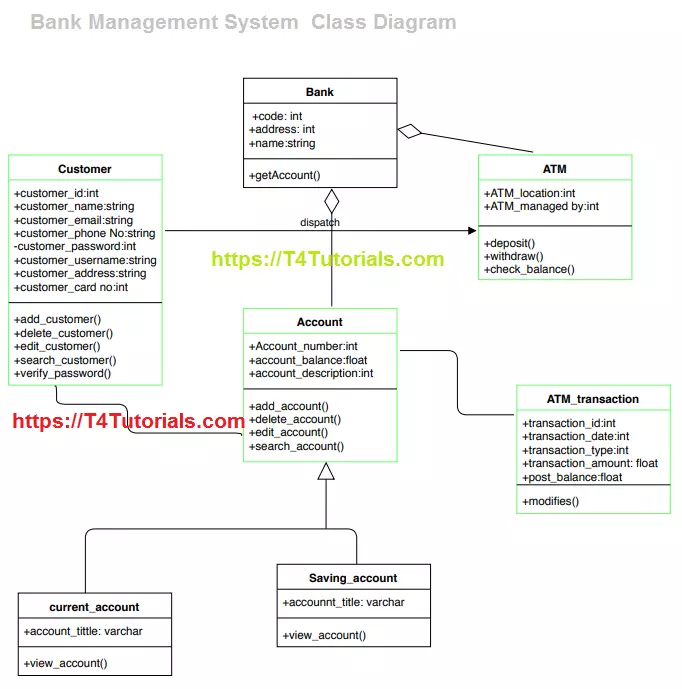 Bank Management System  Class Diagram
Bank
+code: int
+address: int
+name:string
+getAccount()
Customer
+customer_id:int
+customer_name:string
+customer_email:string
+customer_phone No:string
-customer_password:int
+customer_username:string
+customer_address:string
+customer_card no:int
+add_customer()
+delete_customer()
+edit_customer()
+search_customer()
+verify_password()
ATM
+ATM_location:int
+ATM_managed by:int
+deposit()
+withdraw()
+check_balance()
dispatch
https://T4Tutorials.com
Account
+Account_number:int
+account_balance:float
+account_description:int
+add_account()
+delete_account()
+edit_account()
+search_account()
https://T4Tutorials.com
ATM_transaction
+transaction_id:int
+transaction_date:int
+transaction_type:int
+transaction_amount: float
+post_balance:float
+modifies()
current_account
+account_tittle: varchar
+view_account()
Saving_account
+accounnt_titlle: varchar
+view_account()